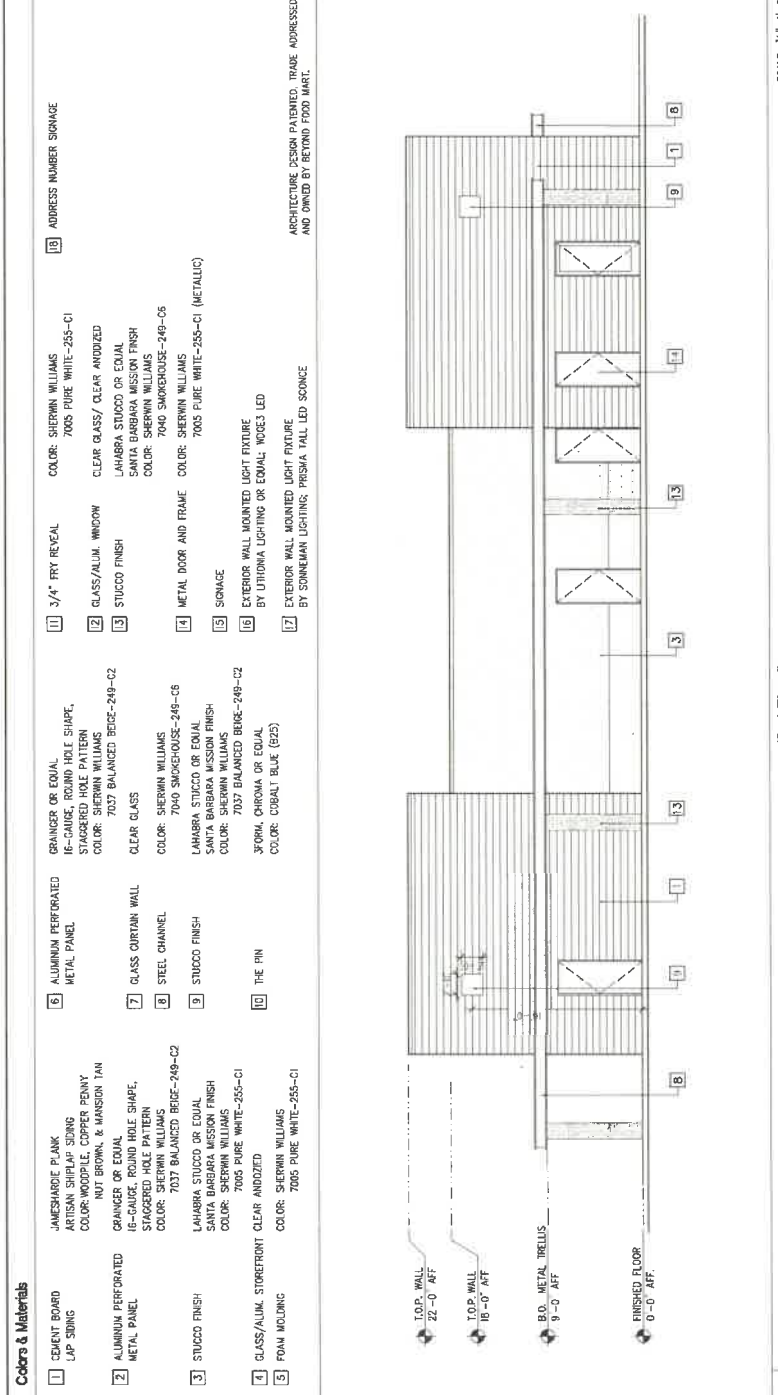 Colors & Materials
1 CEMENT BOARD LAP SIDING
JAMESHARDIE PLANK
ARTISAN SHIPLAP SIDING
COLOR: WOODPILE, COPPER PENNY
NUT BROWN, & MANSION TAN
2 ALUMINUM PERFORATED METAL PANEL
GRAINGER OR EQUAL
16-GAUGE, ROUND HOLE SHAPE,
STAGGERED HOLE PATTERN
COLOR: SHERWIN WILLIAMS
7037 BALANCED BEIGE-249-C2
3 STUCCO FINISH
LAHABRA STUCCO OR EQUAL
SANTA BARBARA MISSION FINISH
COLOR: SHERWIN WILLIAMS
7005 PURE WHITE-255-C1
4 GLASS/ALUM. STOREFRONT CLEAR ANODIZED
5 FOAM MOLDING
COLOR: SHERWIN WILLIAMS
7005 PURE WHITE-255-C1
6 ALUMINUM PERFORATED METAL PANEL
GRAINGER OR EQUAL
16-GAUGE, ROUND HOLE SHAPE,
STAGGERED HOLE PATTERN
COLOR: SHERWIN WILLIAMS
7037 BALANCED BEIGE-249-C2
7 GLASS CURTAIN WALL CLEAR GLASS
8 STEEL CHANNEL
COLOR: SHERWIN WILLIAMS
7040 SMOKEHOUSE-249-C6
9 STUCCO FINISH
LAHABRA STUCCO OR EQUAL
SANTA BARBARA MISSION FINISH
COLOR: SHERWIN WILLIAMS
7037 BALANCED BEIGE-249-C2
10 THE PIN
3FORM, CHROMA OR EQUAL
COLOR: COBALT BLUE (B25)
11 3/4" FRY REVEAL
COLOR: SHERWIN WILLIAMS
7005 PURE WHITE-255-C1
12 GLASS/ALUM. WINDOW CLEAR GLASS/ CLEAR ANODIZED
13 STUCCO FINISH
LAHABRA STUCCO OR EQUAL
SANTA BARBARA MISSION FINISH
COLOR: SHERWIN WILLIAMS
7040 SMOKEHOUSE-249-C6
14 METAL DOOR AND FRAME
COLOR: SHERWIN WILLIAMS
7005 PURE WHITE-255-C1 (METALLIC)
15 SIGNAGE
16 EXTERIOR WALL MOUNTED LIGHT FIXTURE
BY LITHONIA LIGHTING OR EQUAL; WDGE3 LED
17 EXTERIOR WALL MOUNTED LIGHT FIXTURE
BY SONNEMAN LIGHTING; PRISMA TALL LED SCONCE
18 ADDRESS NUMBER SIGNAGE
ARCHITECTURE DESIGN PATENTED, TRADE ADDRESSED
AND OWNED BY BEYOND FOOD MART.
T.O.P. WALL
22'-0" AFF
T.O.P. WALL
18'-0" AFF
B.O. METAL TRELLIS
9'-0" AFF
FINISHED FLOOR
0'-0" AFF.
8
9
1
13
3
13
14
9
1
8